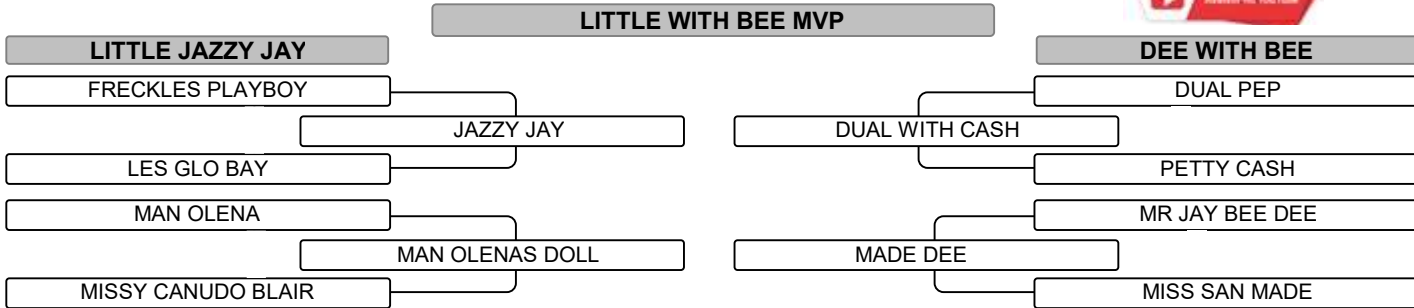 LITTLE WITH BEE MVP
LITTLE JAZZY JAY
DEE WITH BEE
FRECKLES PLAYBOY
DUAL PEP
JAZZY JAY
DUAL WITH CASH
LES GLO BAY
PETTY CASH
MAN OLENA
MR JAY BEE DEE
MAN OLENAS DOLL
MADE DEE
MISSY CANUDO BLAIR
MISS SAN MADE